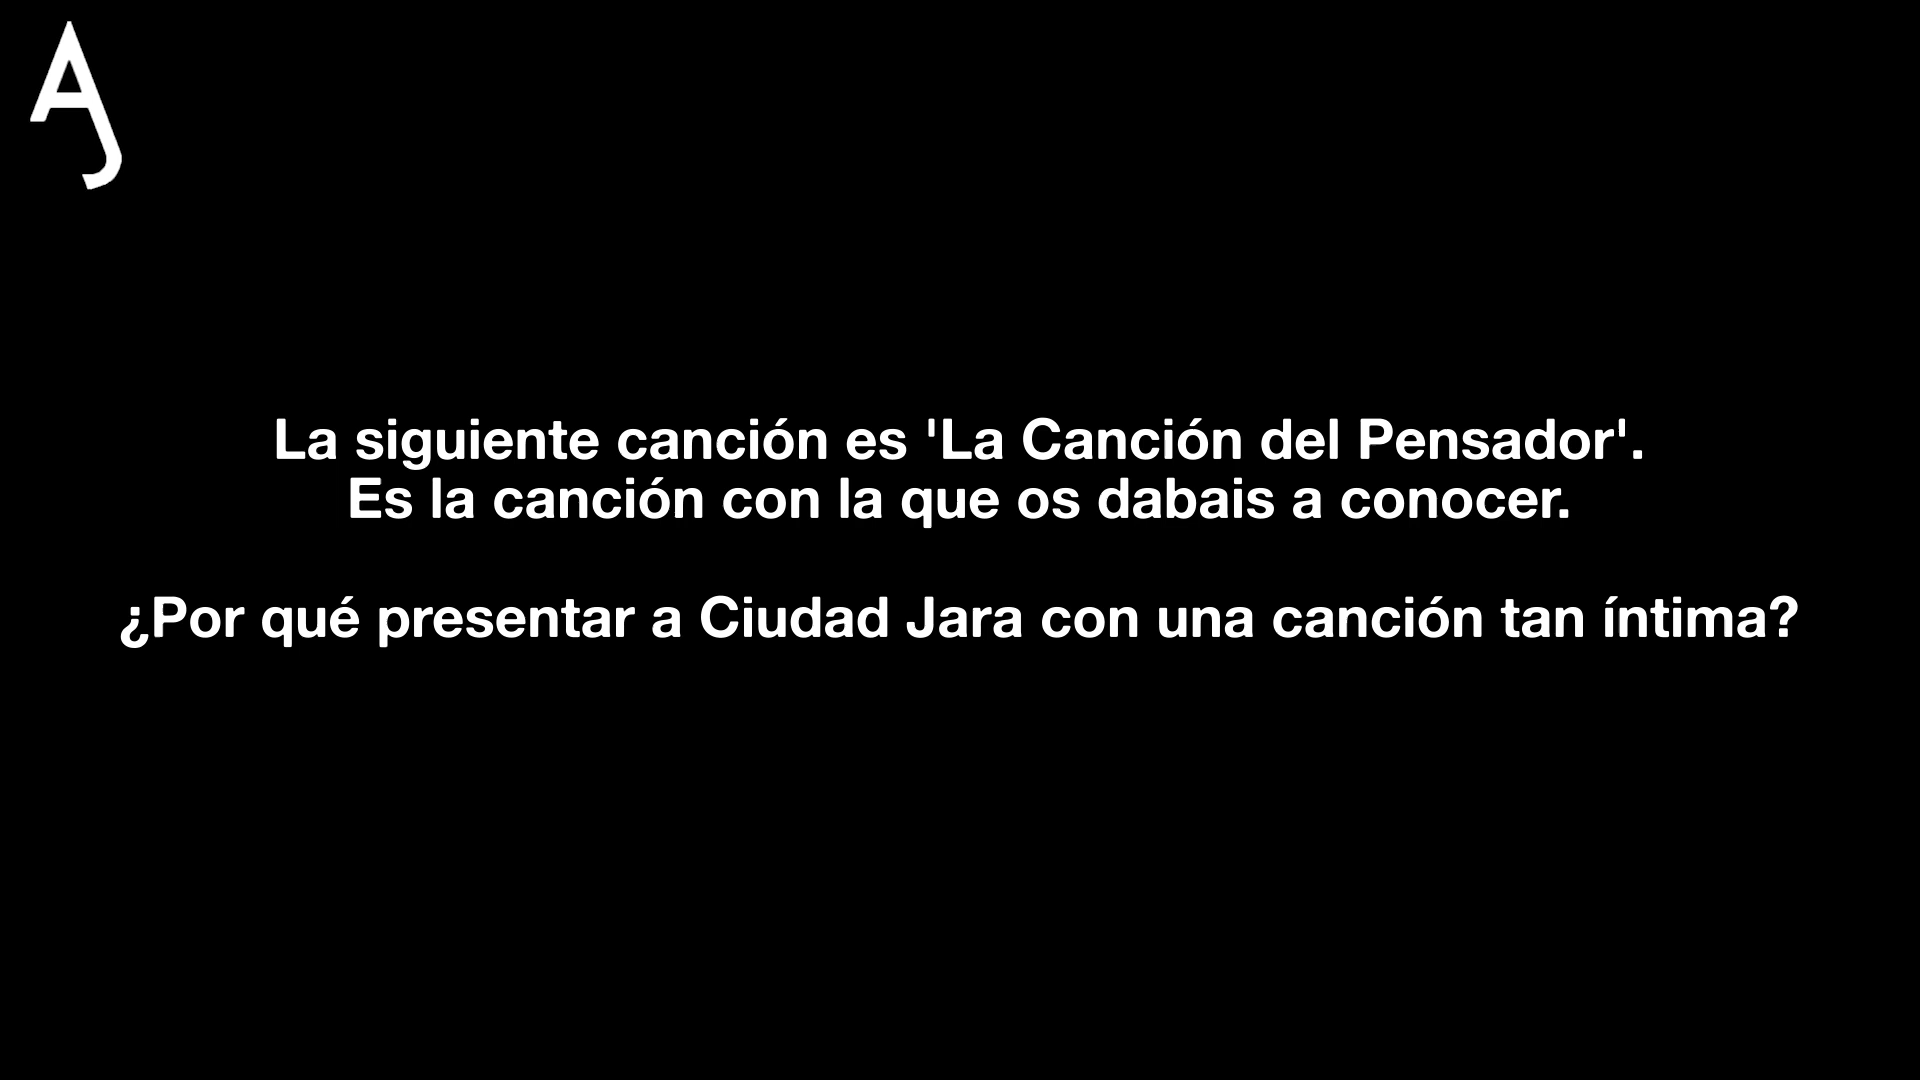 AJ
La siguiente canción es 'La Canción del Pensador'.
Es la canción con la que os dabais a conocer.
¿Por qué presentar a Ciudad Jara con una canción tan íntima?